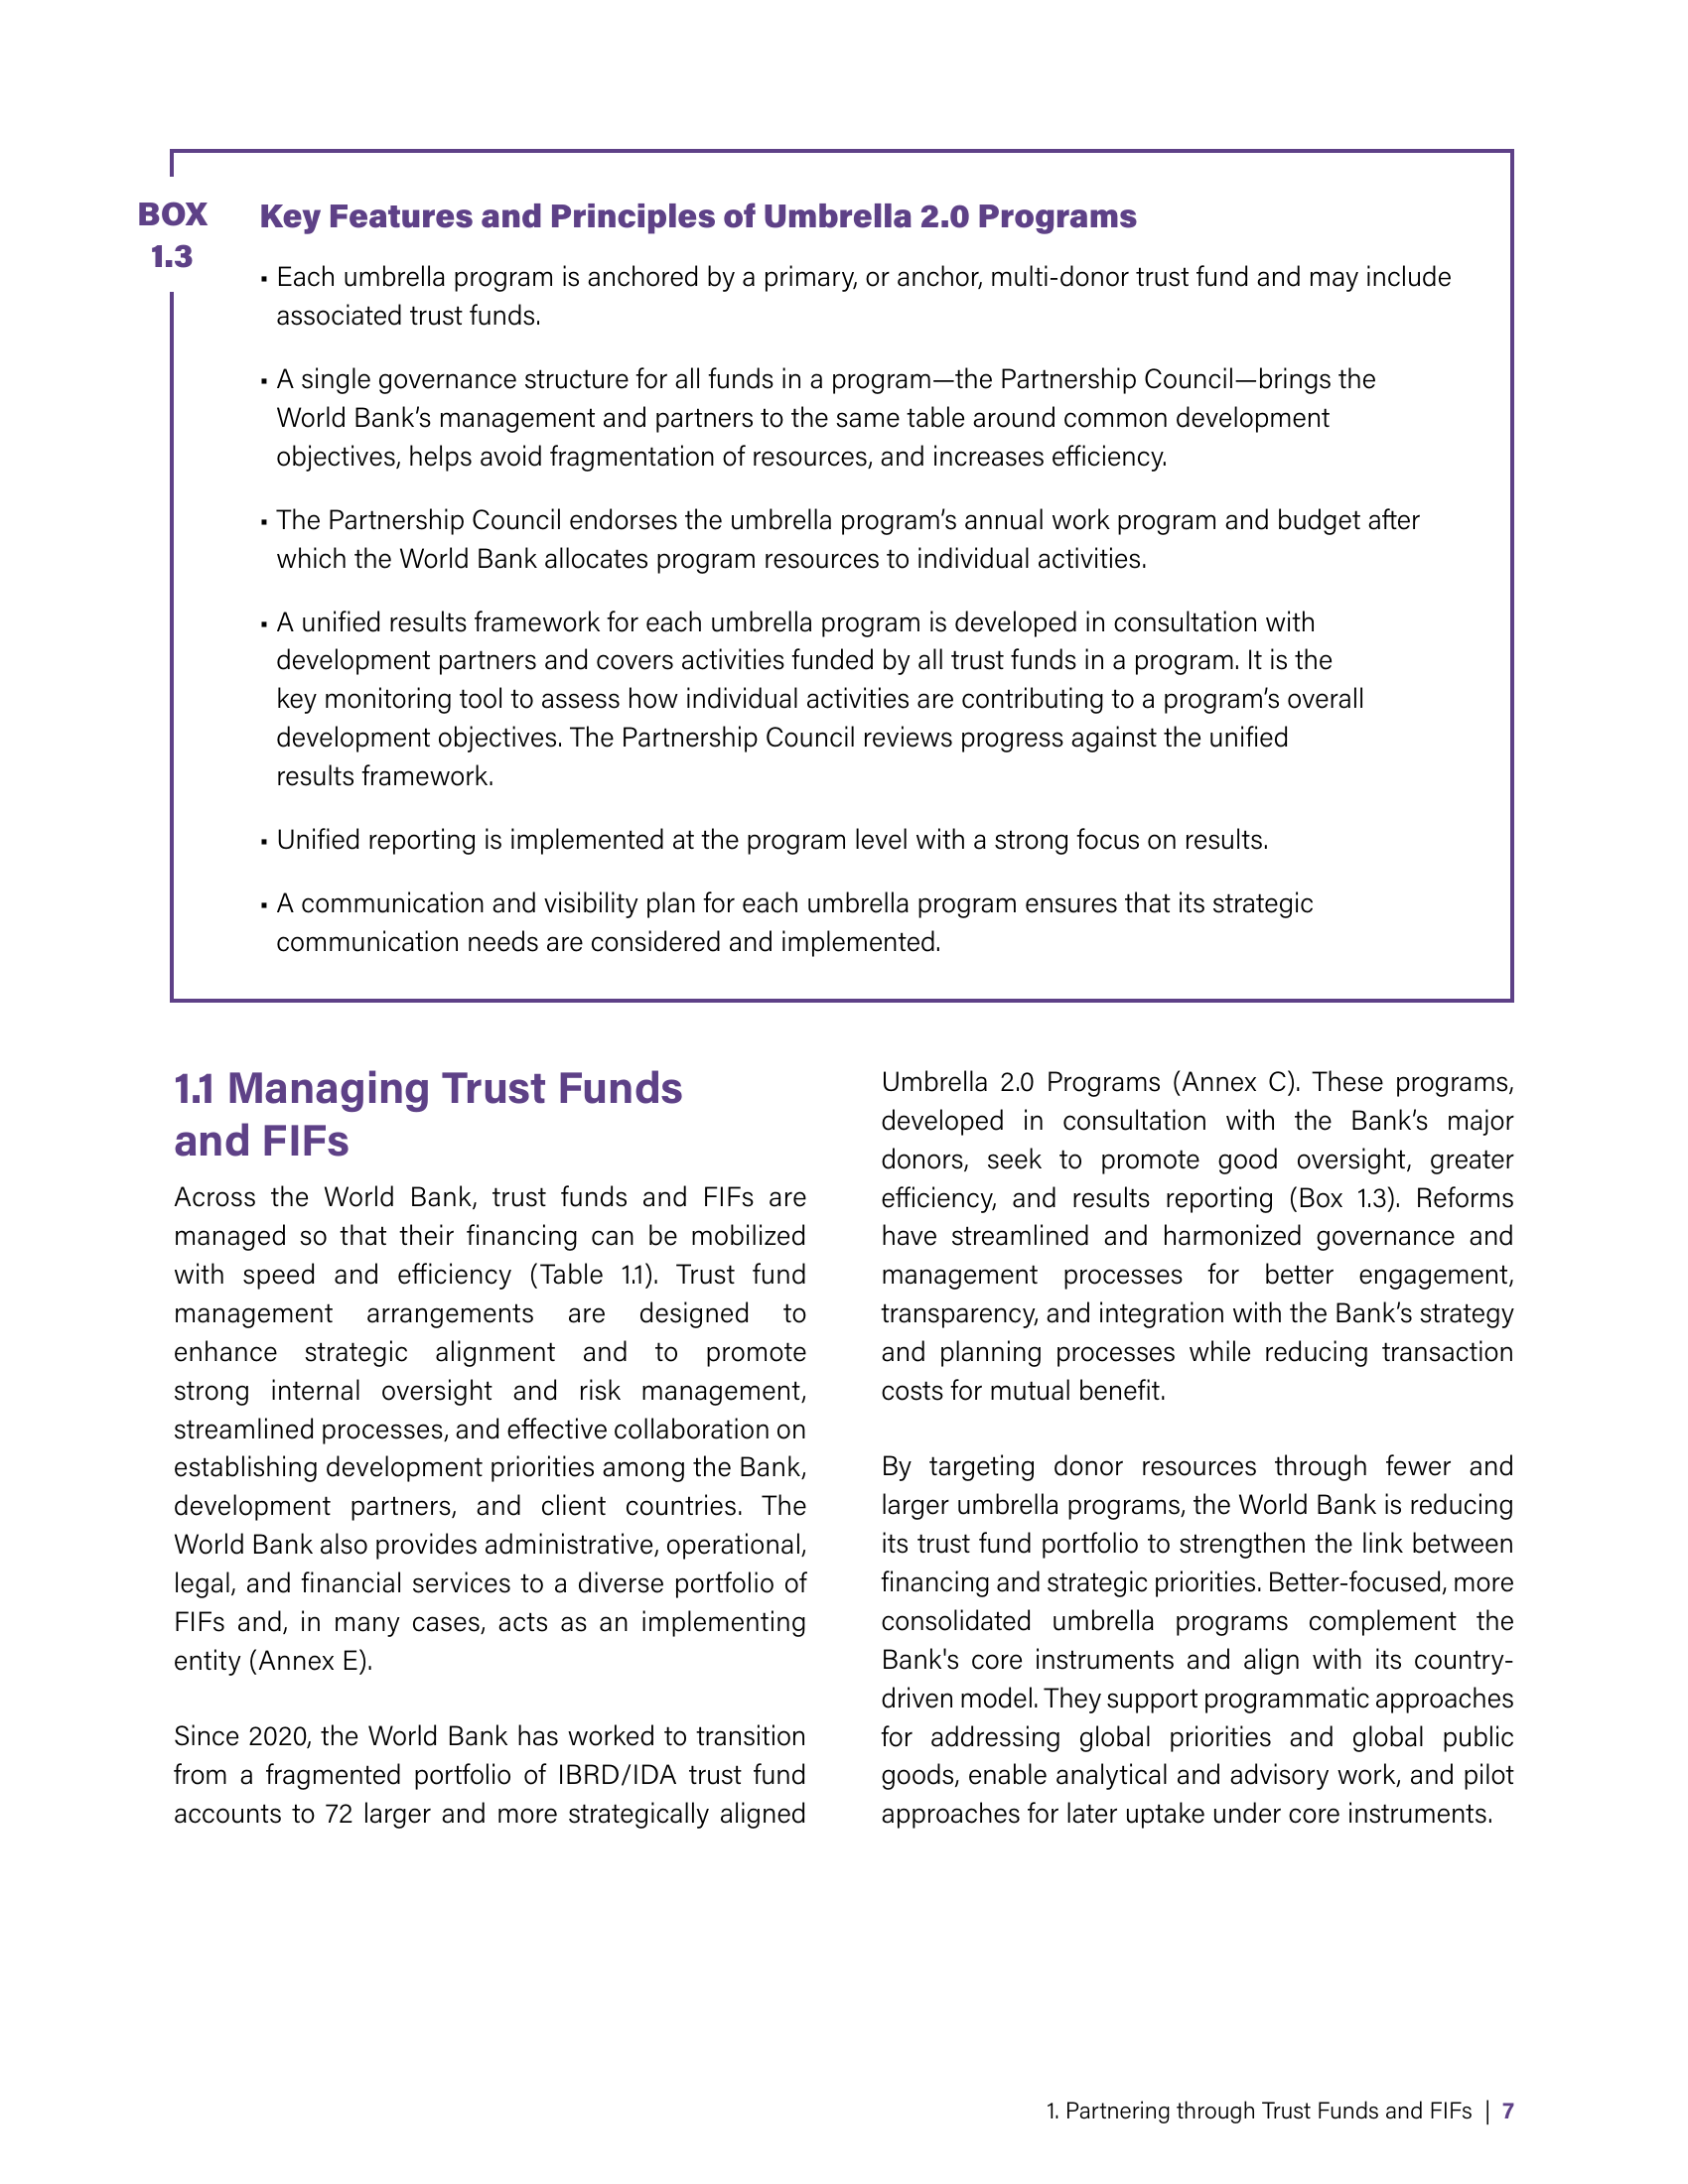 BOX
1.3
Key Features and Principles of Umbrella 2.0 Programs
▪ Each umbrella program is anchored by a primary, or anchor, multi-donor trust fund and may include
associated trust funds.
▪ A single governance structure for all funds in a program—the Partnership Council—brings the
World Bank’s management and partners to the same table around common development
objectives, helps avoid fragmentation of resources, and increases efficiency.
▪ The Partnership Council endorses the umbrella program’s annual work program and budget after
which the World Bank allocates program resources to individual activities.
▪ A unified results framework for each umbrella program is developed in consultation with
development partners and covers activities funded by all trust funds in a program. It is the
key monitoring tool to assess how individual activities are contributing to a program’s overall
development objectives. The Partnership Council reviews progress against the unified
results framework.
▪ Unified reporting is implemented at the program level with a strong focus on results.
▪ A communication and visibility plan for each umbrella program ensures that its strategic
communication needs are considered and implemented.
1.1 Managing Trust Funds
and FIFs
Across the World Bank, trust funds and FIFs are
managed so that their financing can be mobilized
with speed and efficiency (Table 1.1). Trust fund
management arrangements are designed to
enhance strategic alignment and to promote
strong internal oversight and risk management,
streamlined processes, and effective collaboration on
establishing development priorities among the Bank,
development partners, and client countries. The
World Bank also provides administrative, operational,
legal, and financial services to a diverse portfolio of
FIFs and, in many cases, acts as an implementing
entity (Annex E).
Since 2020, the World Bank has worked to transition
from a fragmented portfolio of IBRD/IDA trust fund
accounts to 72 larger and more strategically aligned
Umbrella 2.0 Programs (Annex C). These programs,
developed in consultation with the Bank’s major
donors, seek to promote good oversight, greater
efficiency, and results reporting (Box 1.3). Reforms
have streamlined and harmonized governance and
management processes for better engagement,
transparency, and integration with the Bank’s strategy
and planning processes while reducing transaction
costs for mutual benefit.
By targeting donor resources through fewer and
larger umbrella programs, the World Bank is reducing
its trust fund portfolio to strengthen the link between
financing and strategic priorities. Better-focused, more
consolidated umbrella programs complement the
Bank's core instruments and align with its country-
driven model. They support programmatic approaches
for addressing global priorities and global public
goods, enable analytical and advisory work, and pilot
approaches for later uptake under core instruments.
1. Partnering through Trust Funds and FIFs | 7